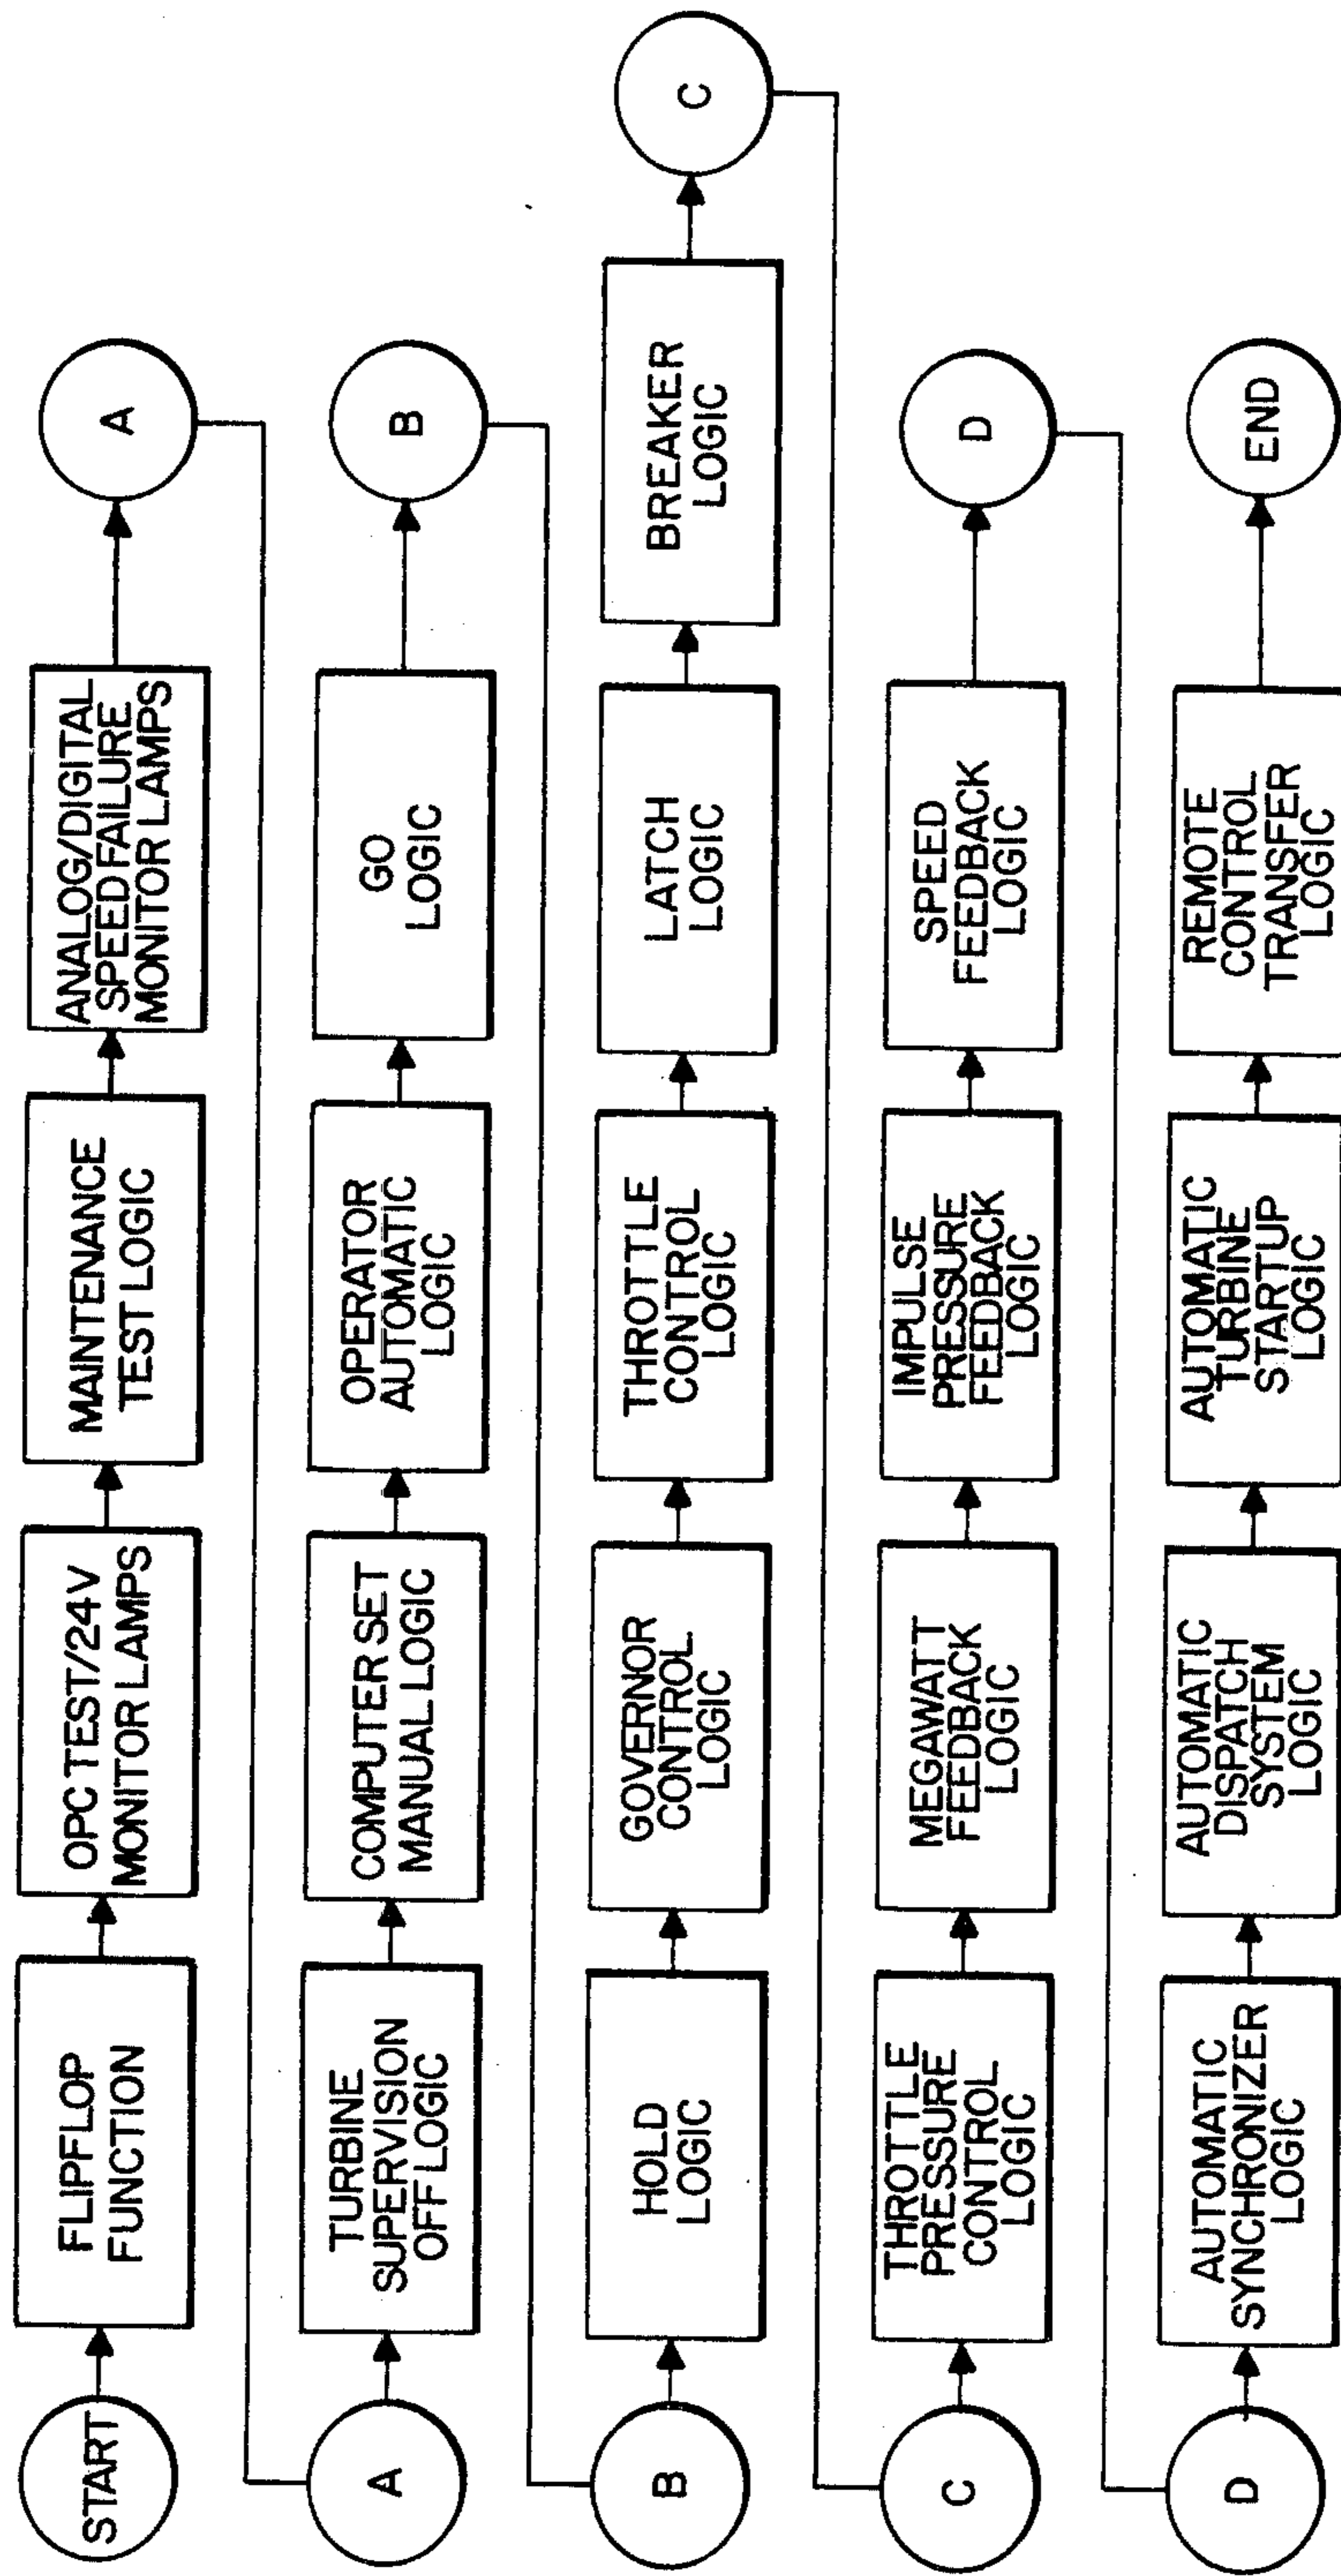 START
FLIPFLOP
FUNCTION
OPC TEST/24V
MONITOR LAMPS
MAINTENANCE
TEST LOGIC
ANALOG/DIGITAL
SPEED FAILURE
MONITOR LAMPS
A
A
TURBINE
SUPERVISION
OFF LOGIC
COMPUTER SET
MANUAL LOGIC
OPERATOR
AUTOMATIC
LOGIC
GO
LOGIC
B
B
HOLD
LOGIC
GOVERNOR
CONTROL.
LOGIC
THROTTLE
CONTROL
LOGIC
LATCH
LOGIC
BREAKER
LOGIC
C
C
THROTTLE
PRESSURE
CONTROL
LOGIC
MEGAWATT
FEEDBACK
LOGIC
IMPULSE
PRESSURE
FEEDBACK
LOGIC
SPEED
FEEDBACK
LOGIC
D
D
AUTOMATIC
SYNCHRONIZER
LOGIC
AUTOMATIC
DISPATCH
SYSTEM
LOGIC
AUTOMATIC
TURBINE
STARTUP
LOGIC
REMOTE
CONTROL
TRANSFER
LOGIC
END